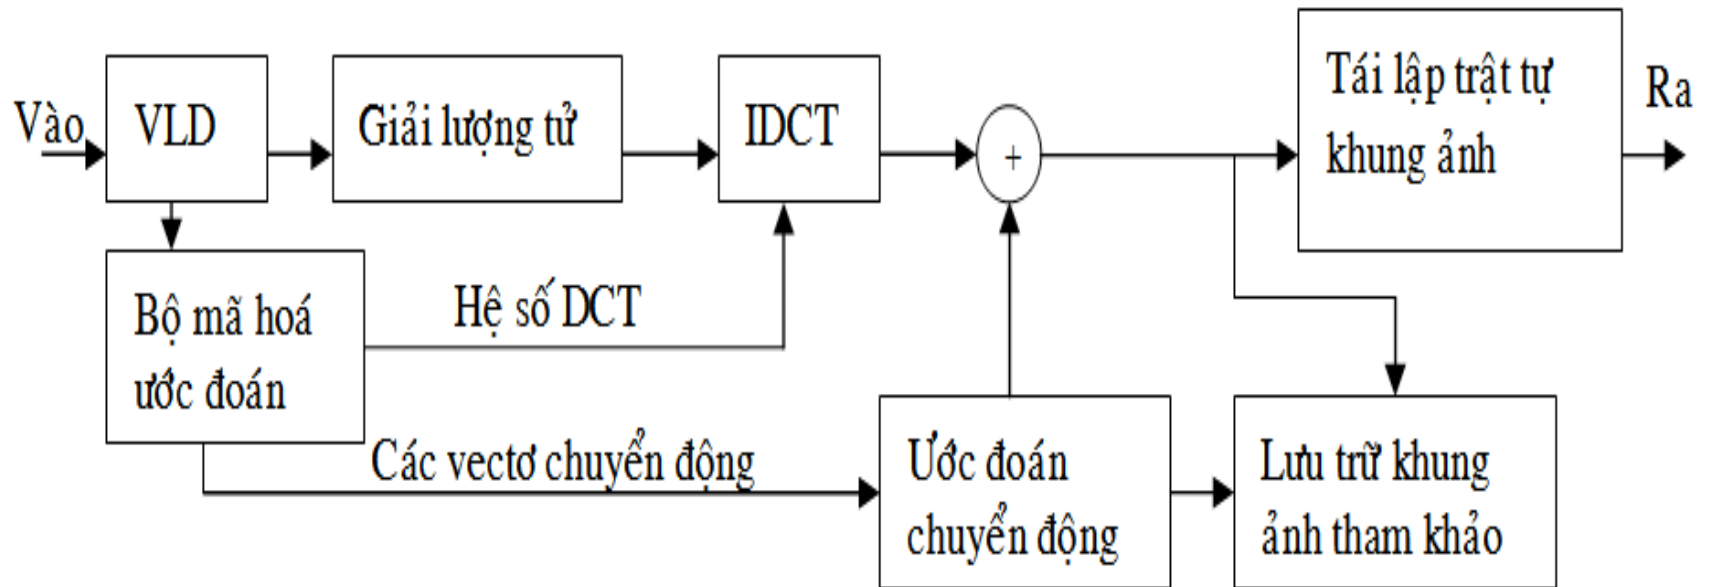 Vào
VLD
Giải lượng tử
IDCT
+
Tái lập trật tự
khung ảnh
Ra
Bộ mã hoá
ước đoán
Hệ số DCT
Các vectơ chuyển động
Ước đoán
chuyển động
Lưu trữ khung
ảnh tham khảo